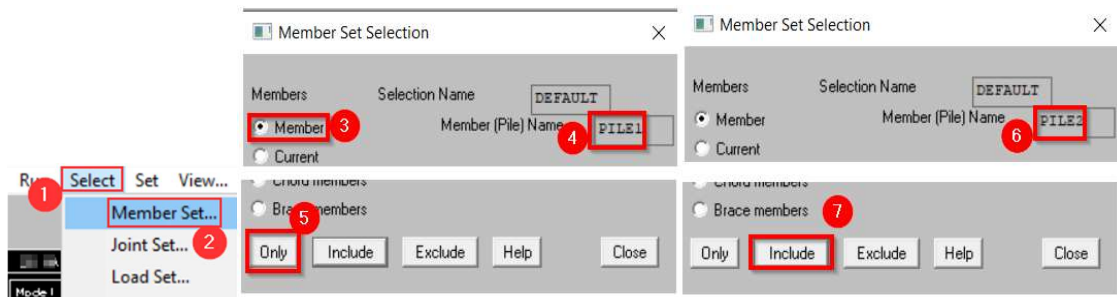 Member Set Selection
Members
Selection Name
DEFAULT
Member
3
Member (Pile) Name
4
PILE1
Current
Chord members
5
Brace members
Only
Include
Exclude
Help
Close
Member Set Selection
Members
Selection Name
DEFAULT
Member
Member (Pile) Name
6
PILE2
Current
Chord members
Brace members
7
Only
Include
Exclude
Help
Close
1
Select
Set
View...
Member Set...
2
Joint Set...
Load Set...
Model